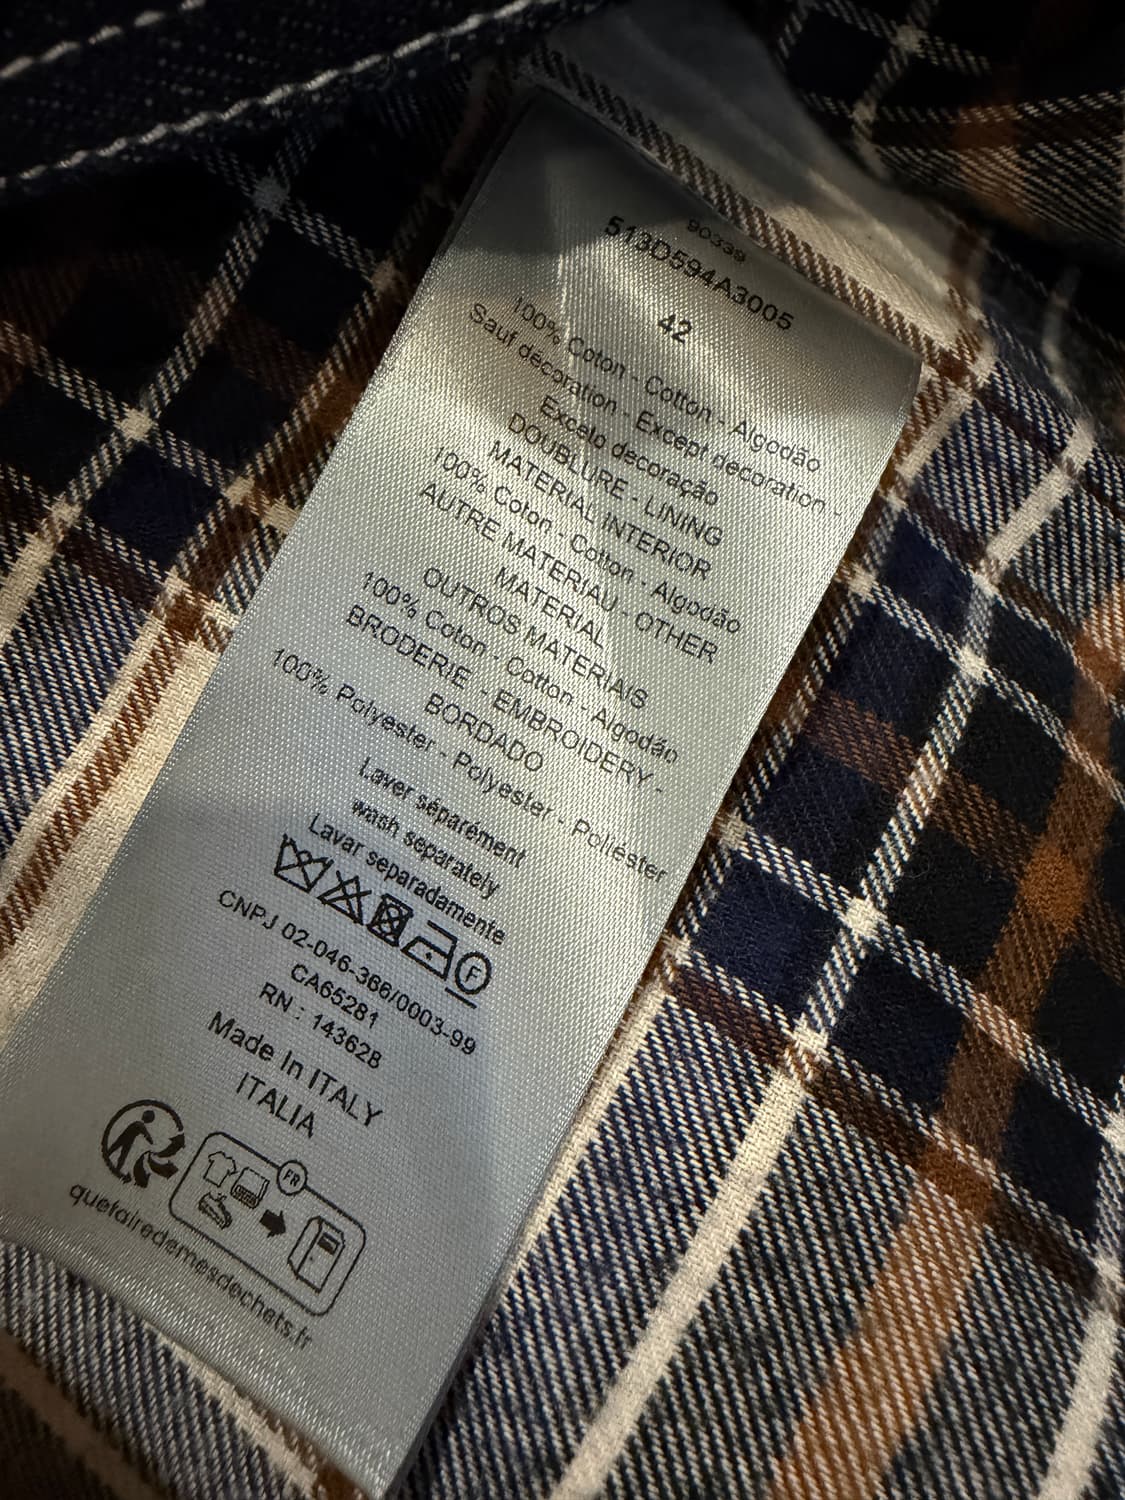 90339
513D594A3005
42
100% Coton - Cotton - Algodão
Sauf décoration - Except decoration -
Exceto decoração
DOUBLURE - LINING
MATERIAL INTERIOR
100% Coton - Cotton - Algodão
AUTRE MATERIAU - OTHER
MATERIAL
OUTROS MATERIAIS
100% Coton - Cotton - Algodão
BRODERIE - EMBROIDERY -
BORDADO
100% Polyester - Polyester - Poliéster
Laver séparément
wash separately
Lavar separadamente
F
CNPJ 02-046-366/0003-99
CA65281
RN : 143628
Made In ITALY
ITALIA
FR
quefairedemesdechets.fr